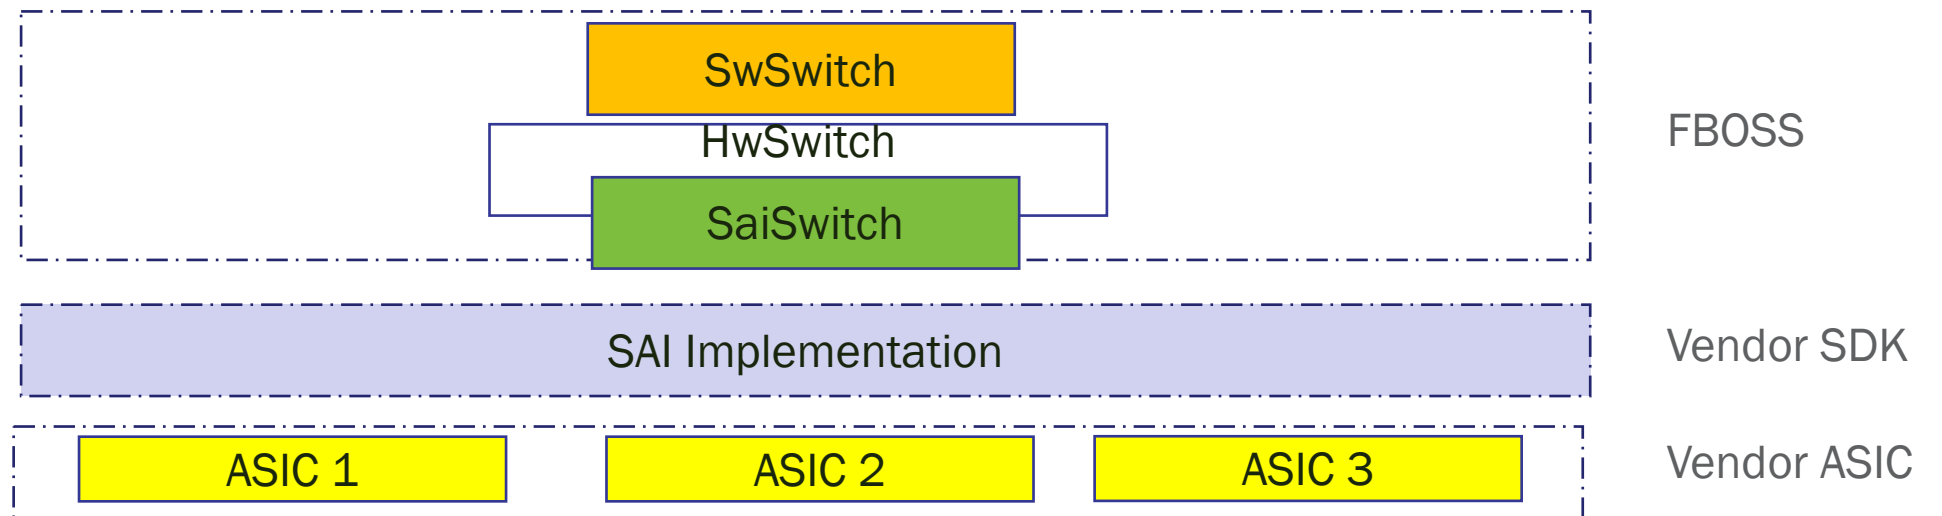 SwSwitch
HwSwitch
SaiSwitch
FBOSS
SAI Implementation
Vendor SDK
ASIC 1
ASIC 2
ASIC 3
Vendor ASIC